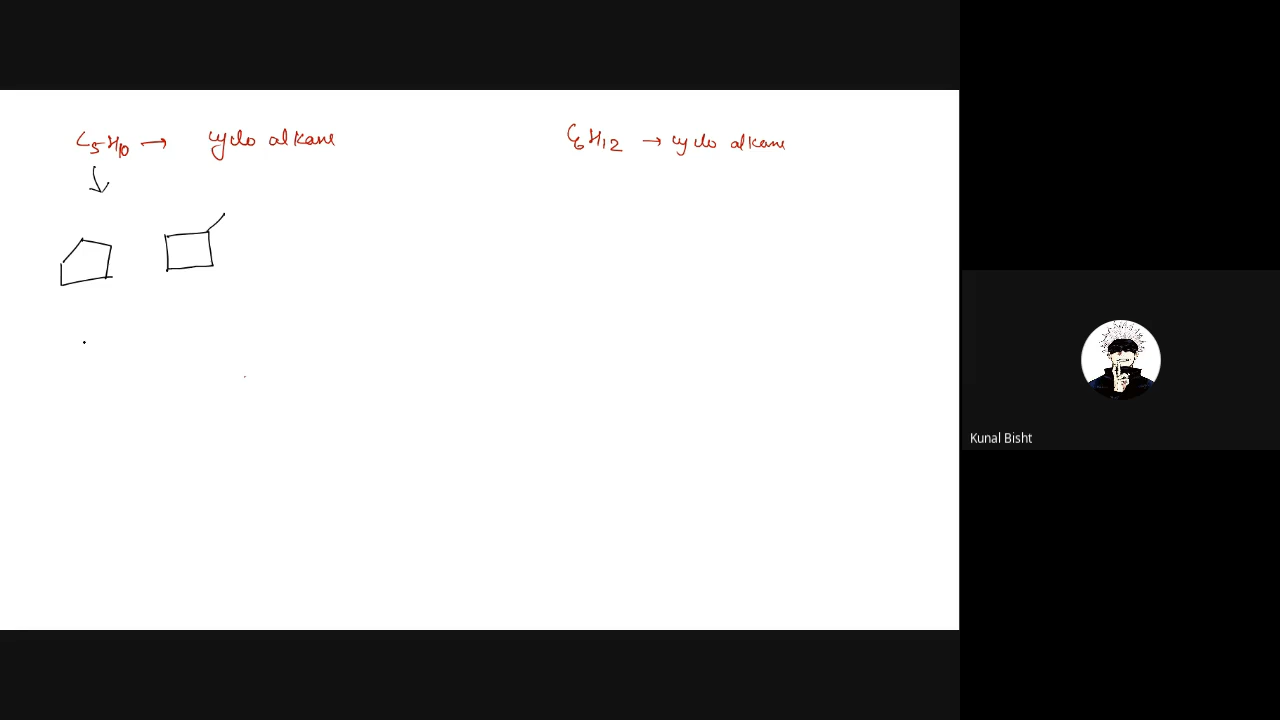 C5H10 → cyclo alkane
C6H12 → cyclo alkane
Kunal Bisht